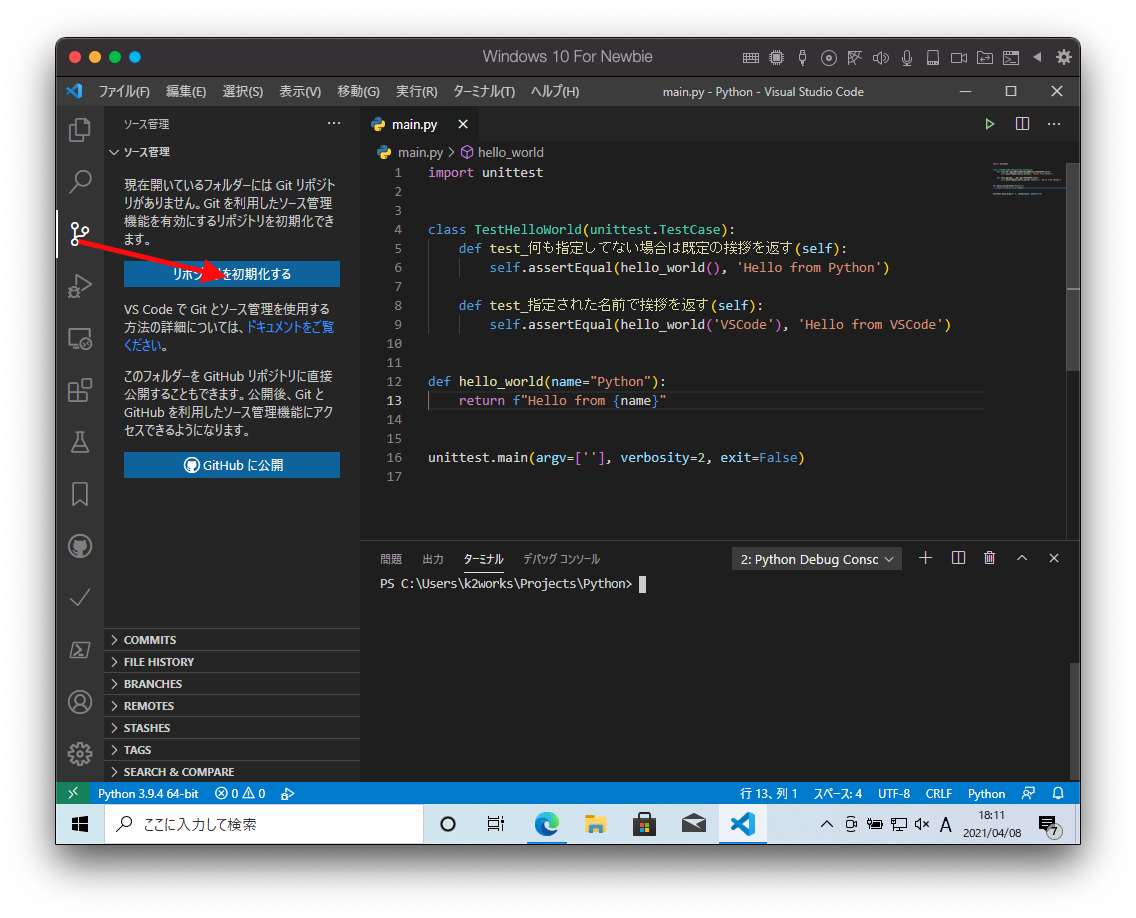 Windows 10 For Newbie
ファイル(F) 編集(E) 選択(S) 表示(V) 移動(G) 実行(R) ターミナル(T) ヘルプ(H)
main.py - Python - Visual Studio Code
ソース管理
ソース管理
現在開いているフォルダーには Git リポジト
リがありません。Git を利用したソース管理
機能を有効にするリポジトリを初期化でき
ます。
を初期化する
VS Code で Git とソース管理を使用する
方法の詳細については、ドキュメントをご覧
ください。
このフォルダーを GitHub リポジトリに直接
公開することもできます。公開後、Git と
GitHub を利用したソース管理機能にアク
セスできるようになります。
GitHub に公開
COMMITS
FILE HISTORY
BRANCHES
REMOTES
STASHES
TAGS
SEARCH & COMPARE
main.py
main.py > hello_world
1 import unittest
2
3
4 class TestHelloWorld(unittest.TestCase):
5 def test_何も指定してない場合は既定の挨拶を返す(self):
6 self.assertEqual(hello_world(), 'Hello from Python')
7
8 def test_指定された名前で挨拶を返す(self):
9 self.assertEqual(hello_world('VSCode'), 'Hello from VSCode')
10
11
12 def hello_world(name="Python"):
13 return f"Hello from {name}"
14
15
16 unittest.main(argv=[''], verbosity=2, exit=False)
17
問題 出力 ターミナル デバッグ コンソール
2: Python Debug Consc
PS C:\Users\k2works\Projects\Python>
Python 3.9.4 64-bit 0 0
行 13、列 1 スペース: 4 UTF-8 CRLF Python
ここに入力して検索
A
18:11
2021/04/08
7